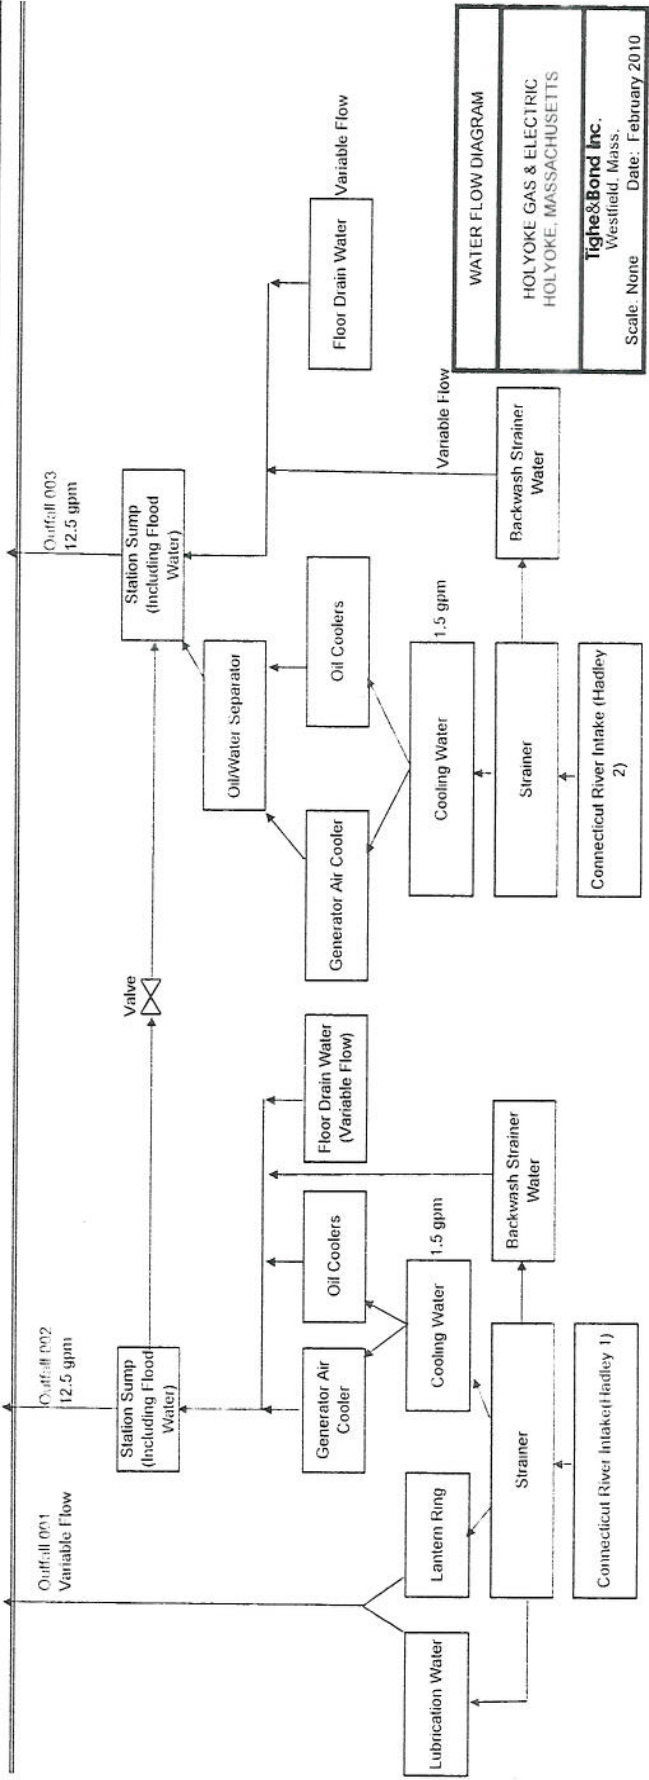 Outfall 001
Variable Flow
Outfall 002
12.5 gpm
Outfall 003
12.5 gpm
Station Sump
(Including Flood
Water)
Valve
Station Sump
(Including Flood
Water)
Oil/Water Separator
Generator Air
Cooler
Oil Coolers
Floor Drain Water
(Variable Flow)
Generator Air Cooler
Oil Coolers
Floor Drain Water
Variable Flow
Lubrication Water
Lantern Ring
Cooling Water
1.5 gpm
Cooling Water
1.5 gpm
Variable Flow
Strainer
Backwash Strainer
Water
Strainer
Backwash Strainer
Water
Connecticut River Intake(Hadley 1)
Connecticut River Intake (Hadley
2)
WATER FLOW DIAGRAM
HOLYOKE GAS & ELECTRIC
HOLYOKE, MASSACHUSETTS
Tighe&Bond Inc.
Westfield, Mass.
Scale: None Date: February 2010